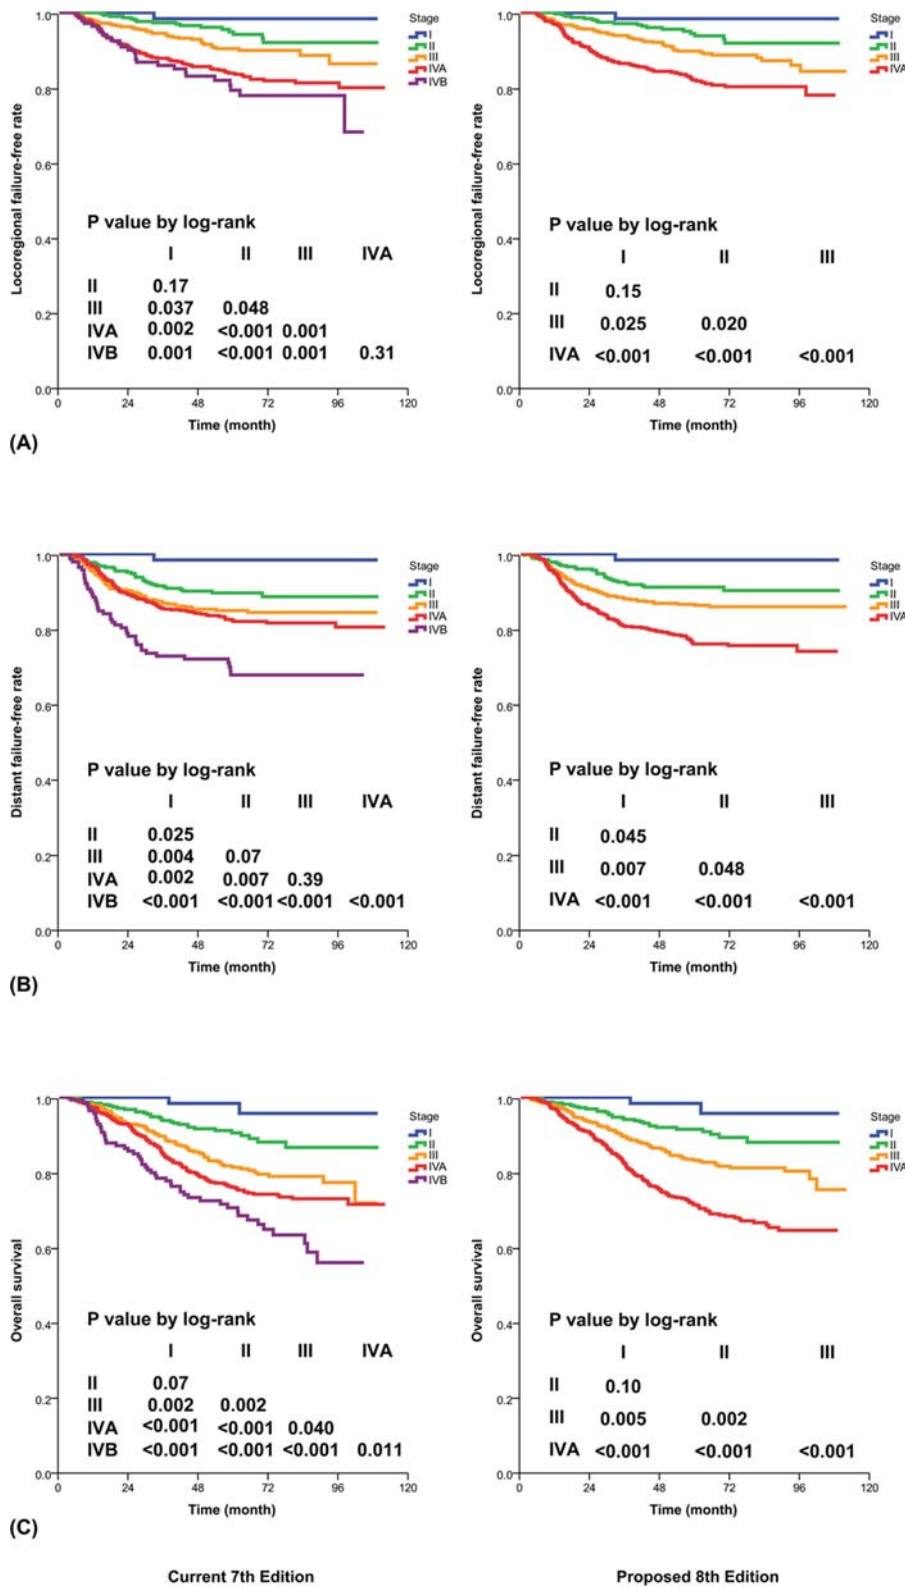 Stage
I
II
III
IVA
IVB
Locoregional failure-free rate
1.0
0.8
0.6
0.4
0.2
0.0
P value by log-rank
I II III IVA
II 0.17
III 0.037 0.048
IVA 0.002 <0.001 0.001
IVB 0.001 <0.001 0.001 0.31
0 24 48 72 96 120
Time (month)
Stage
I
II
III
IVA
Locoregional failure-free rate
1.0
0.8
0.6
0.4
0.2
0.0
P value by log-rank
I II III
II 0.15
III 0.025 0.020
IVA <0.001 <0.001 <0.001
0 24 48 72 96 120
Time (month)
(A)
Stage
I
II
III
IVA
IVB
Distant failure-free rate
1.0
0.8
0.6
0.4
0.2
0.0
P value by log-rank
I II III IVA
II 0.025
III 0.004 0.07
IVA 0.002 0.007 0.39
IVB <0.001 <0.001 <0.001 <0.001
0 24 48 72 96 120
Time (month)
Stage
I
II
III
IVA
Distant failure-free rate
1.0
0.8
0.6
0.4
0.2
0.0
P value by log-rank
I II III
II 0.045
III 0.007 0.048
IVA <0.001 <0.001 <0.001
0 24 48 72 96 120
Time (month)
(B)
Stage
I
II
III
IVA
IVB
Overall survival
1.0
0.8
0.6
0.4
0.2
0.0
P value by log-rank
I II III IVA
II 0.07
III 0.002 0.002
IVA <0.001 <0.001 0.040
IVB <0.001 <0.001 <0.001 0.011
0 24 48 72 96 120
Time (month)
Stage
I
II
III
IVA
Overall survival
1.0
0.8
0.6
0.4
0.2
0.0
P value by log-rank
I II III
II 0.10
III 0.005 0.002
IVA <0.001 <0.001 <0.001
0 24 48 72 96 120
Time (month)
(C)
Current 7th Edition
Proposed 8th Edition